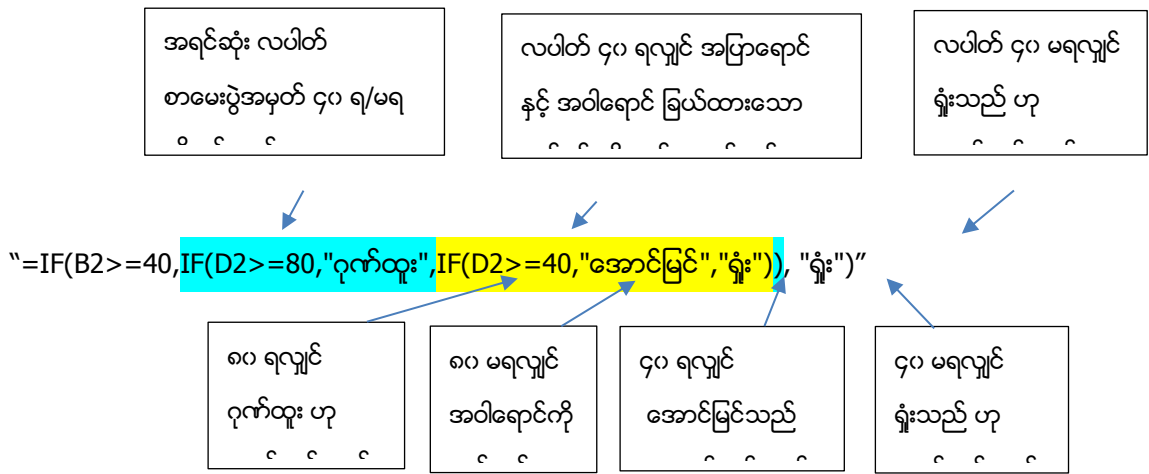 အရင်ဆုံး လပါတ်
စာမေးပွဲအမှတ် ၄၀ ရ/မရ
လပါတ် ၄၀ ရလျှင် အပြာရောင်
နှင့် အဝါရောင် ခြယ်ထားသော
လပါတ် ၄၀ မရလျှင်
ရှုံးသည် ဟု
“=IF(B2>=40,IF(D2>=80,"ဂုဏ်ထူး",IF(D2>=40,"အောင်မြင်","ရှုံး")), "ရှုံး")”
၈၀ ရလျှင်
ဂုဏ်ထူး ဟု
၈၀ မရလျှင်
အဝါရောင်ကို
၄၀ ရလျှင်
အောင်မြင်သည်
၄၀ မရလျှင်
ရှုံးသည် ဟု